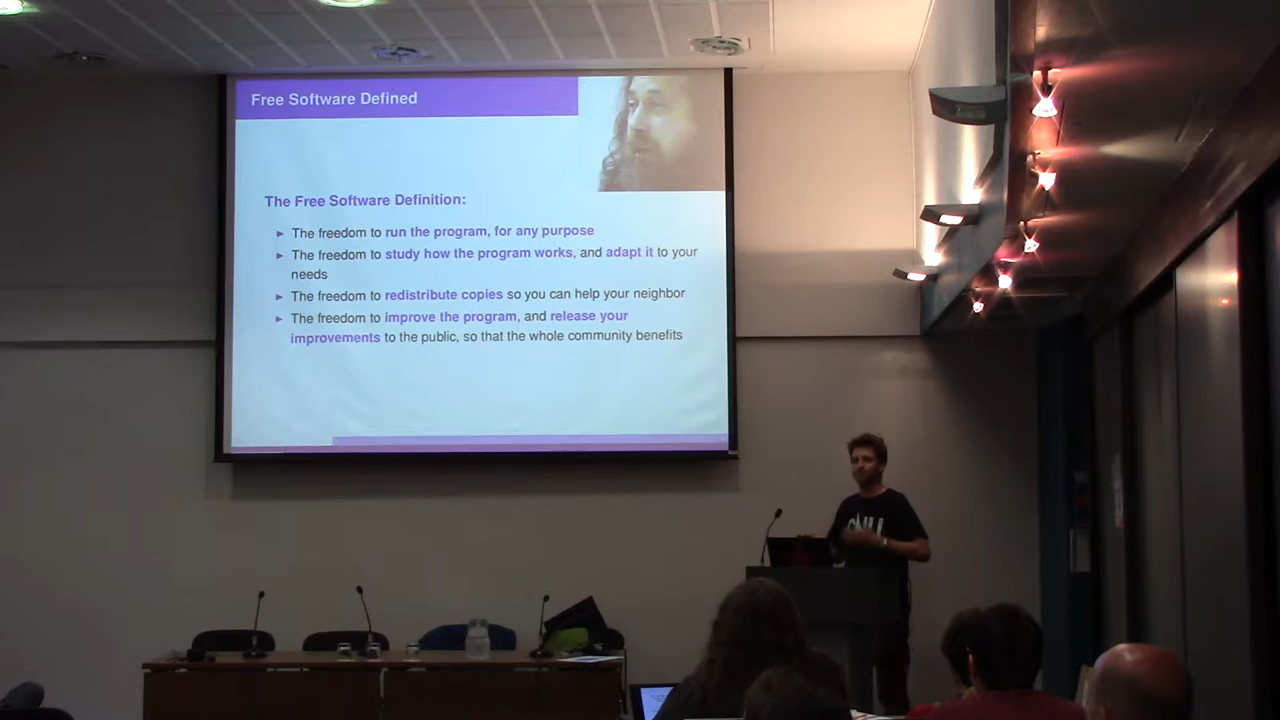 Free Software Defined
The Free Software Definition:
► The freedom to run the program, for any purpose
► The freedom to study how the program works, and adapt it to your
needs
► The freedom to redistribute copies so you can help your neighbor
► The freedom to improve the program, and release your
improvements to the public, so that the whole community benefits